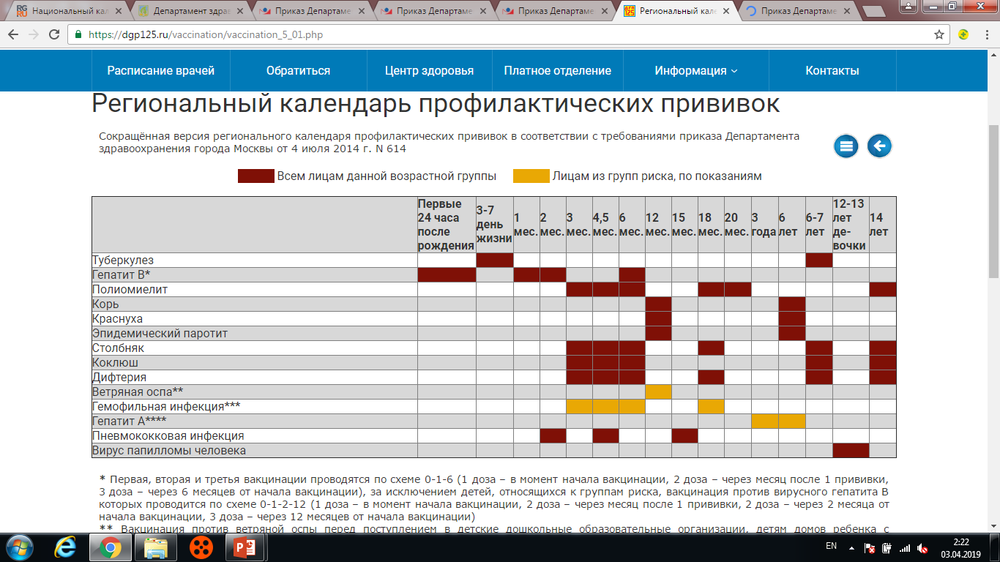 RG RU Национальный кал
Департамент здрав
Приказ Департаме
Приказ Департаме
Приказ Департаме
ДГП 125 Региональный кале
Приказ Департаме
https://dgp125.ru/vaccination/vaccination_5_01.php
Расписание врачей Обратиться Центр здоровья Платное отделение Информация Контакты
Региональный календарь профилактических прививок
Сокращённая версия регионального календаря профилактических прививок в соответствии с требованиями приказа Департамента
здравоохранения города Москвы от 4 июля 2014 г. N 614
Всем лицам данной возрастной группы Лицам из групп риска, по показаниям
Первые 24 часа после рождения
3-7 день жизни
1 мес.
2 мес.
3 мес.
4,5 мес.
6 мес.
12 мес.
15 мес.
18 мес.
20 мес.
3 года
6 лет
6-7 лет
12-13 лет де-вочки
14 лет
Туберкулез
Гепатит B*
Полиомиелит
Корь
Краснуха
Эпидемический паротит
Столбняк
Коклюш
Дифтерия
Ветряная оспа**
Гемофильная инфекция***
Гепатит А****
Пневмококковая инфекция
Вирус папилломы человека
* Первая, вторая и третья вакцинации проводятся по схеме 0-1-6 (1 доза – в момент начала вакцинации, 2 доза – через месяц после 1 прививки,
3 доза – через 6 месяцев от начала вакцинации), за исключением детей, относящихся к группам риска, вакцинация против вирусного гепатита В
которых проводится по схеме 0-1-2-12 (1 доза – в момент начала вакцинации, 2 доза – через месяц после 1 прививки, 2 доза – через 2 месяца от
начала вакцинации, 3 доза – через 12 месяцев от начала вакцинации)
** Вакцинация против ветряной оспы перед поступлением в детские дошкольные образовательные организации, детям домов ребенка с
EN
2:22
03.04.2019